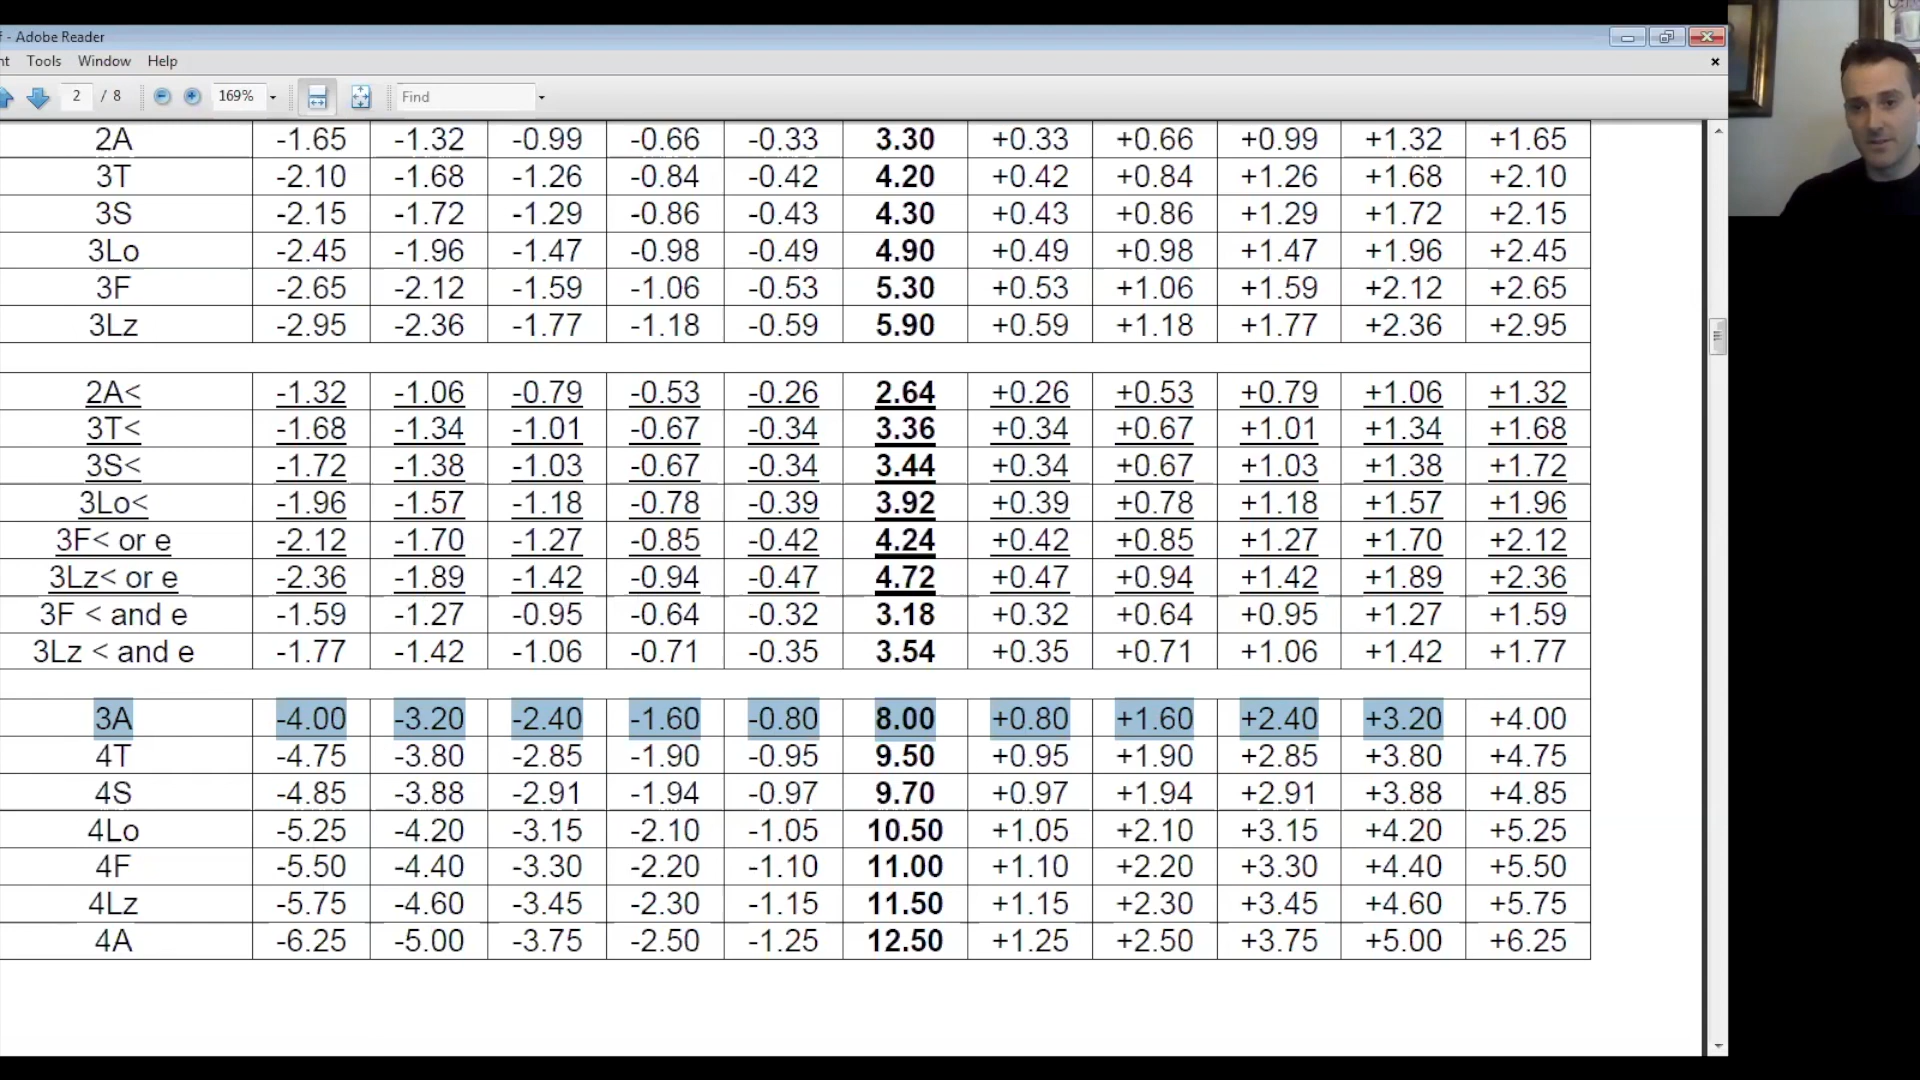 f - Adobe Reader
nt Tools Window Help
2 / 8 169% Find
2A -1.65 -1.32 -0.99 -0.66 -0.33 3.30 +0.33 +0.66 +0.99 +1.32 +1.65
3T -2.10 -1.68 -1.26 -0.84 -0.42 4.20 +0.42 +0.84 +1.26 +1.68 +2.10
3S -2.15 -1.72 -1.29 -0.86 -0.43 4.30 +0.43 +0.86 +1.29 +1.72 +2.15
3Lo -2.45 -1.96 -1.47 -0.98 -0.49 4.90 +0.49 +0.98 +1.47 +1.96 +2.45
3F -2.65 -2.12 -1.59 -1.06 -0.53 5.30 +0.53 +1.06 +1.59 +2.12 +2.65
3Lz -2.95 -2.36 -1.77 -1.18 -0.59 5.90 +0.59 +1.18 +1.77 +2.36 +2.95
2A< -1.32 -1.06 -0.79 -0.53 -0.26 2.64 +0.26 +0.53 +0.79 +1.06 +1.32
3T< -1.68 -1.34 -1.01 -0.67 -0.34 3.36 +0.34 +0.67 +1.01 +1.34 +1.68
3S< -1.72 -1.38 -1.03 -0.67 -0.34 3.44 +0.34 +0.67 +1.03 +1.38 +1.72
3Lo< -1.96 -1.57 -1.18 -0.78 -0.39 3.92 +0.39 +0.78 +1.18 +1.57 +1.96
3F< or e -2.12 -1.70 -1.27 -0.85 -0.42 4.24 +0.42 +0.85 +1.27 +1.70 +2.12
3Lz< or e -2.36 -1.89 -1.42 -0.94 -0.47 4.72 +0.47 +0.94 +1.42 +1.89 +2.36
3F < and e -1.59 -1.27 -0.95 -0.64 -0.32 3.18 +0.32 +0.64 +0.95 +1.27 +1.59
3Lz < and e -1.77 -1.42 -1.06 -0.71 -0.35 3.54 +0.35 +0.71 +1.06 +1.42 +1.77
3A -4.00 -3.20 -2.40 -1.60 -0.80 8.00 +0.80 +1.60 +2.40 +3.20 +4.00
4T -4.75 -3.80 -2.85 -1.90 -0.95 9.50 +0.95 +1.90 +2.85 +3.80 +4.75
4S -4.85 -3.88 -2.91 -1.94 -0.97 9.70 +0.97 +1.94 +2.91 +3.88 +4.85
4Lo -5.25 -4.20 -3.15 -2.10 -1.05 10.50 +1.05 +2.10 +3.15 +4.20 +5.25
4F -5.50 -4.40 -3.30 -2.20 -1.10 11.00 +1.10 +2.20 +3.30 +4.40 +5.50
4Lz -5.75 -4.60 -3.45 -2.30 -1.15 11.50 +1.15 +2.30 +3.45 +4.60 +5.75
4A -6.25 -5.00 -3.75 -2.50 -1.25 12.50 +1.25 +2.50 +3.75 +5.00 +6.25